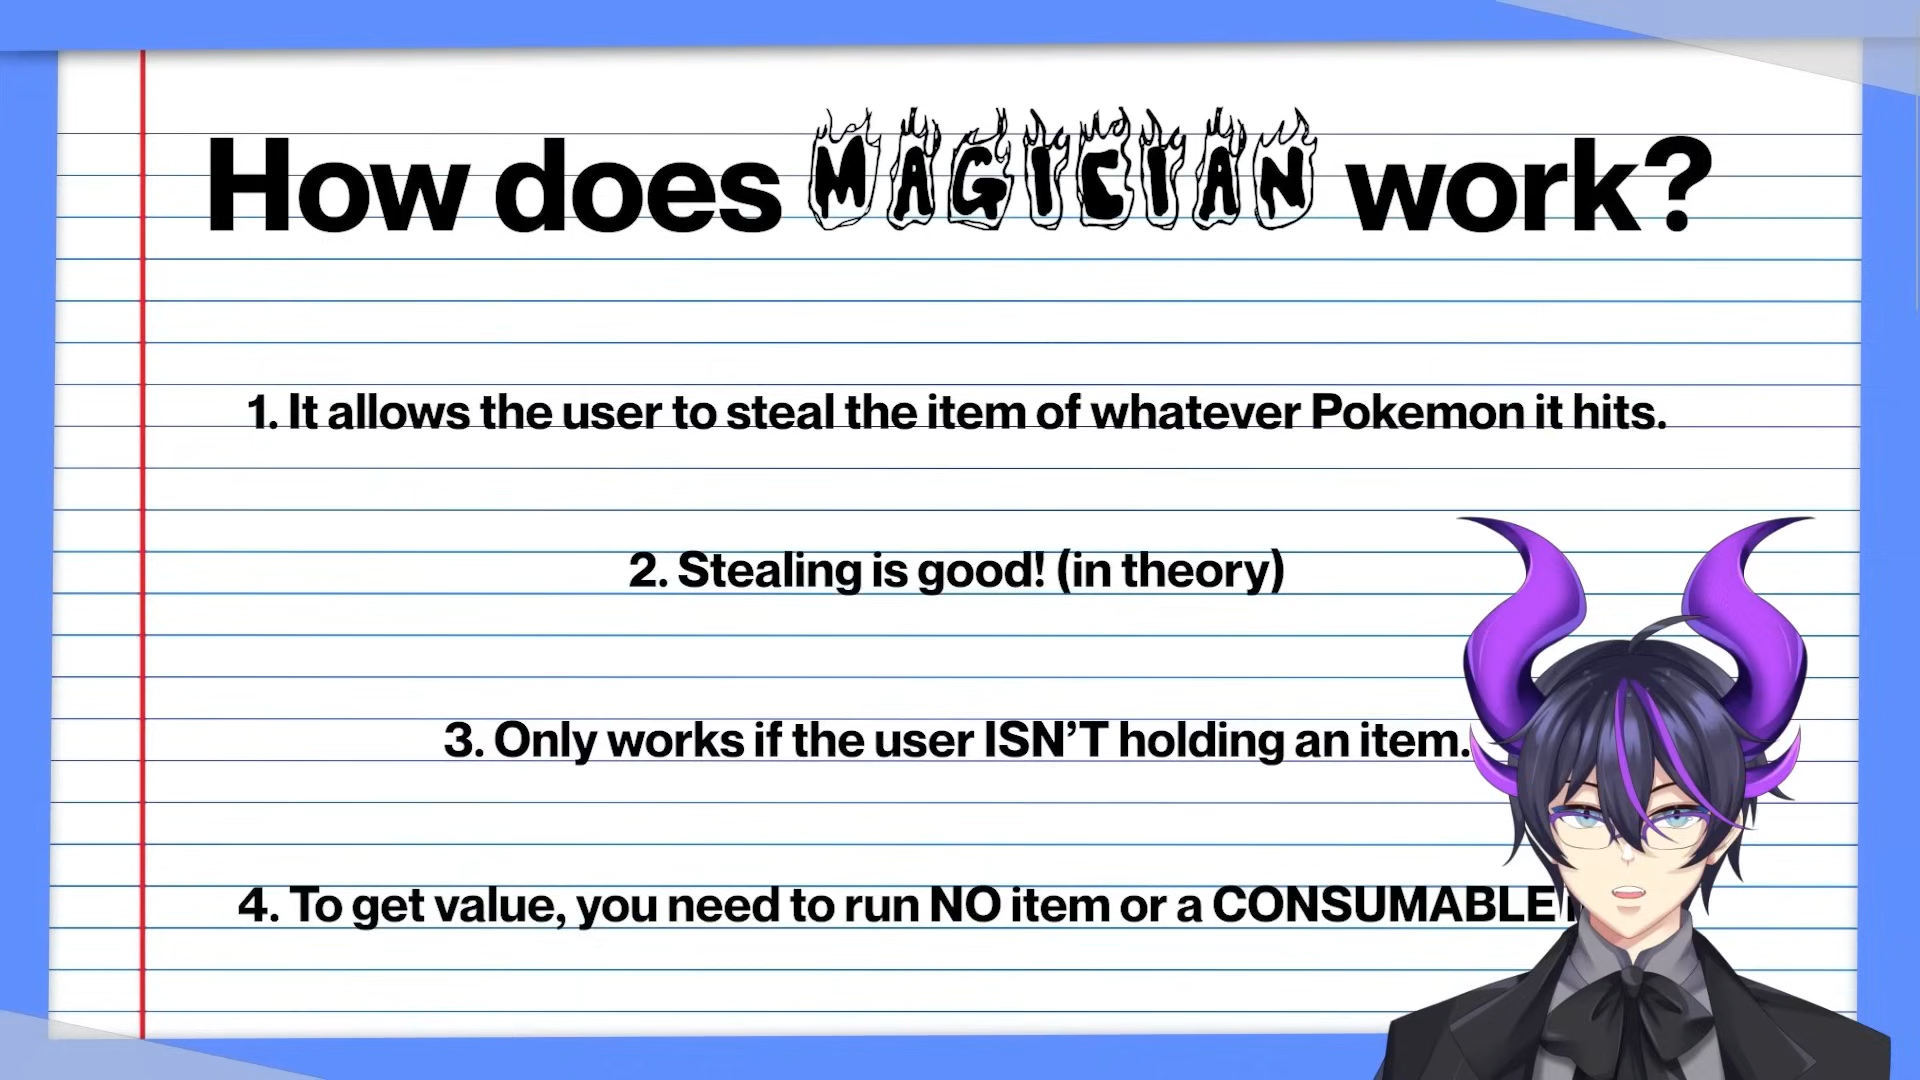 How does MAGICIAN work?
1. It allows the user to steal the item of whatever Pokemon it hits.
2. Stealing is good! (in theory)
3. Only works if the user ISN'T holding an item.
4. To get value, you need to run NO item or a CONSUMABLE